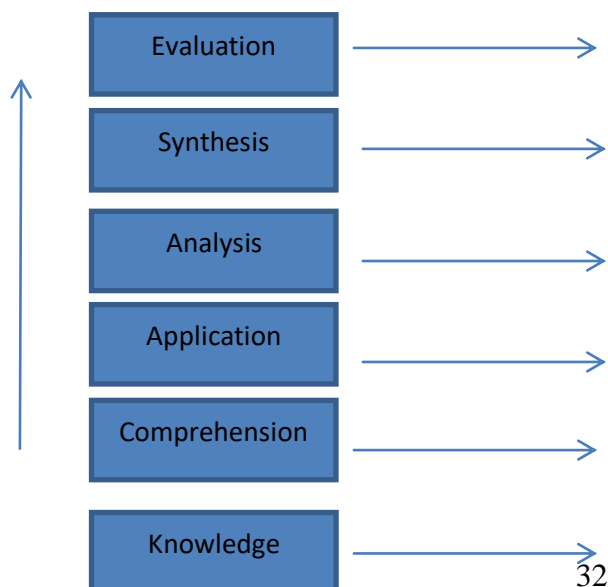 Evaluation
Synthesis
Analysis
Application
Comprehension
Knowledge
32